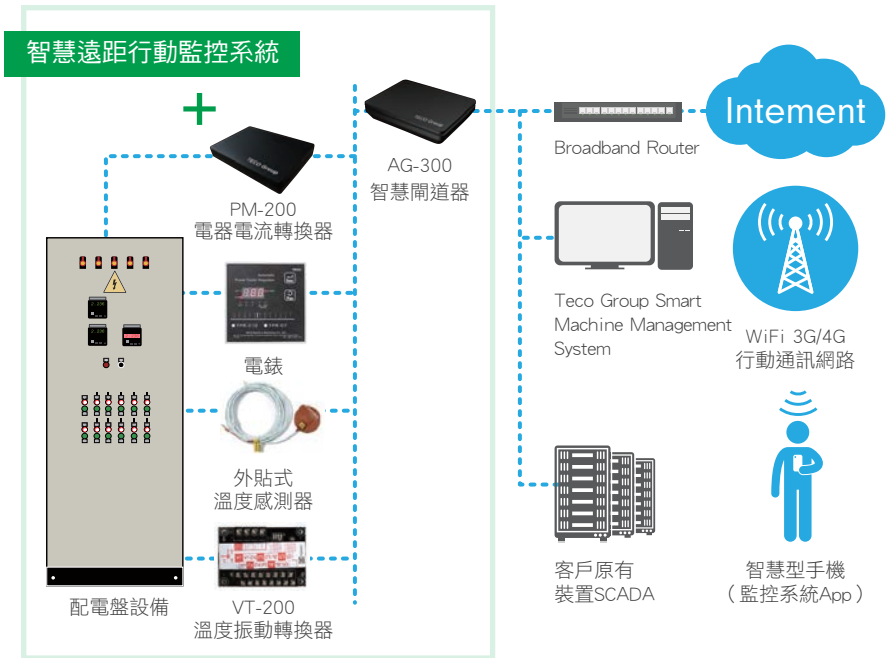 智慧遠距行動監控系統
TECO Group
PM-200
電器電流轉換器
TECO Group
AG-300
智慧閘道器
Broadband Router
Intement
電錶
Teco Group Smart
Machine Management
System
WiFi 3G/4G
行動通訊網路
外貼式
溫度感測器
配電盤設備
VT-200
溫度振動轉換器
客戶原有
裝置SCADA
智慧型手機
（監控系統App）